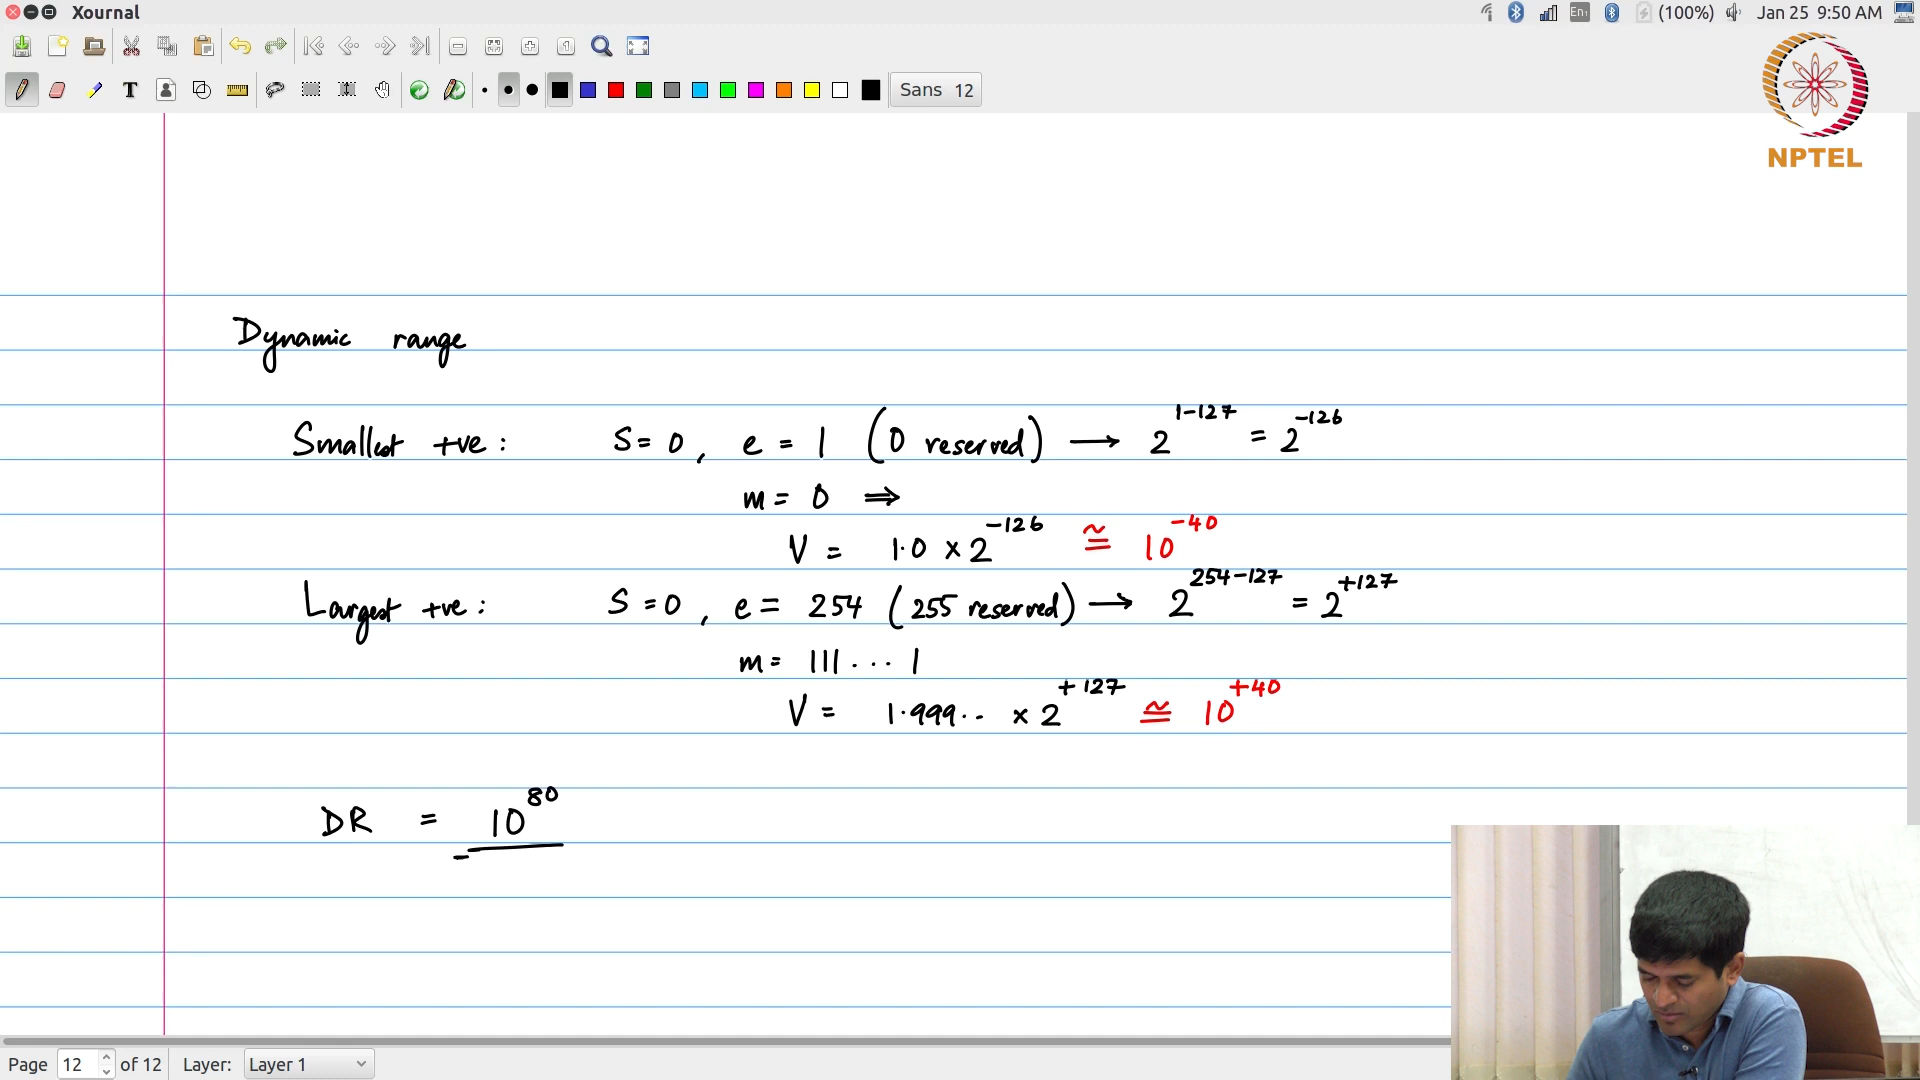 Xournal
En1 (100%) Jan 25 9:50 AM
T Sans 12
NPTEL
Dynamic range
Smallest +ve: S = 0, e = 1 (0 reserved) → 2^{1-127} = 2^{-126}
m = 0 ⇒
V = 1.0 × 2^{-126} ≅ 10^{-40}
Largest +ve: S = 0, e = 254 (255 reserved) → 2^{254-127} = 2^{+127}
m = 111... 1
V = 1.999.. × 2^{+127} ≅ 10^{+40}
DR = 10^{80}
Page 12 of 12 Layer: Layer 1